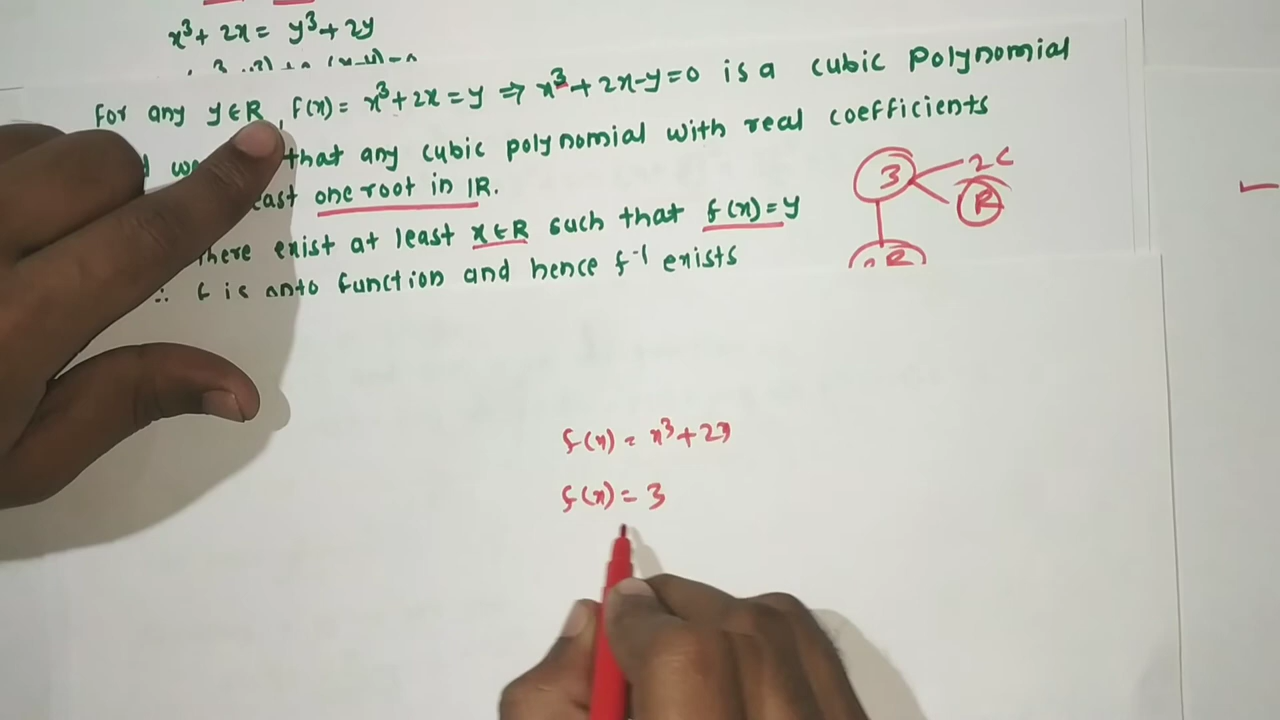 x³+ 2x = y³+ 2y
For any y∈R, f(x) = x³+2x = y ⇒ x³+2x-y=0 is a cubic polynomial
that any cubic polynomial with real coefficients
one root in IR.
there exist at least x∈R such that f(x)=y
∴ f is onto function and hence f⁻¹ exists
3
2C
R
f(x) = x³+2x
f(x) = 3